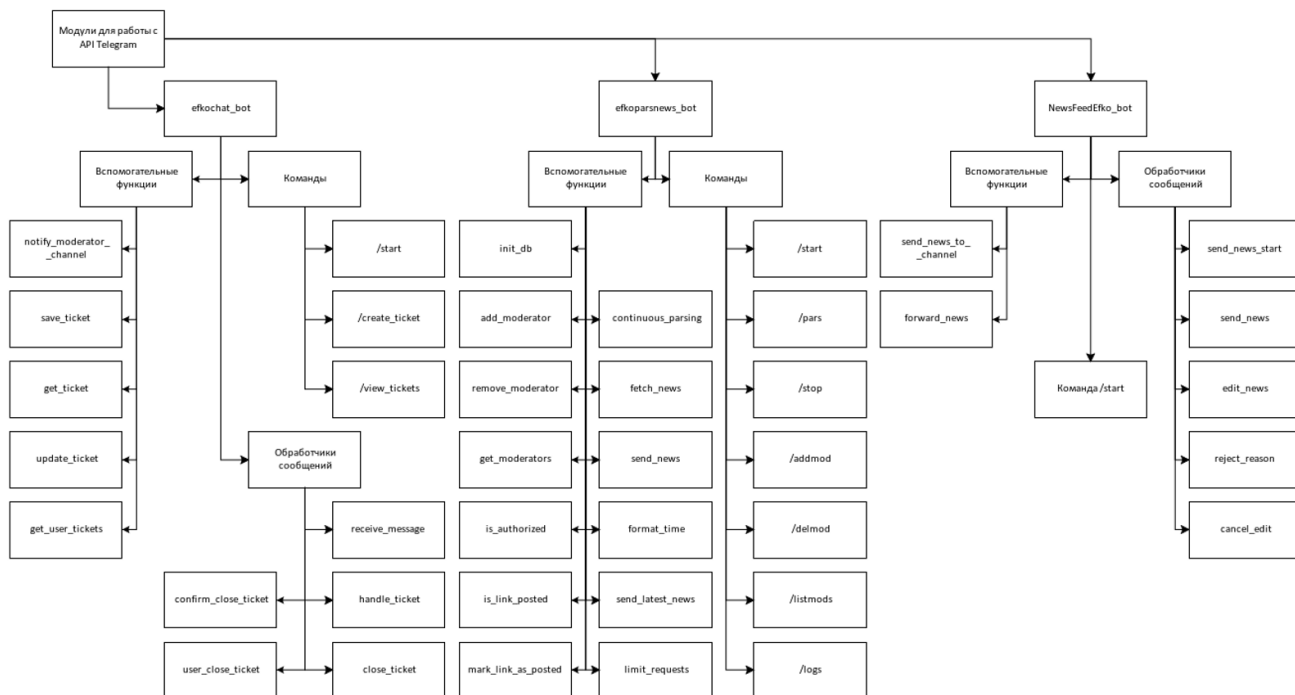 Модули для работы с
API Telegram
efkochat_bot
efkoparsnews_bot
NewsFeedEfko_bot
Вспомогательные
функции
Команды
Вспомогательные
функции
Команды
Вспомогательные
функции
Обработчики
сообщений
notify_moderator_
_channel
/start
init_db
/start
send_news_to_
_channel
send_news_start
save_ticket
/create_ticket
add_moderator
continuous_parsing
/pars
forward_news
send_news
get_ticket
/view_tickets
remove_moderator
fetch_news
/stop
Команда /start
edit_news
update_ticket
Обработчики
сообщений
get_moderators
send_news
/addmod
reject_reason
get_user_tickets
receive_message
is_authorized
format_time
/delmod
cancel_edit
confirm_close_ticket
handle_ticket
is_link_posted
send_latest_news
/listmods
user_close_ticket
close_ticket
mark_link_as_posted
limit_requests
/logs